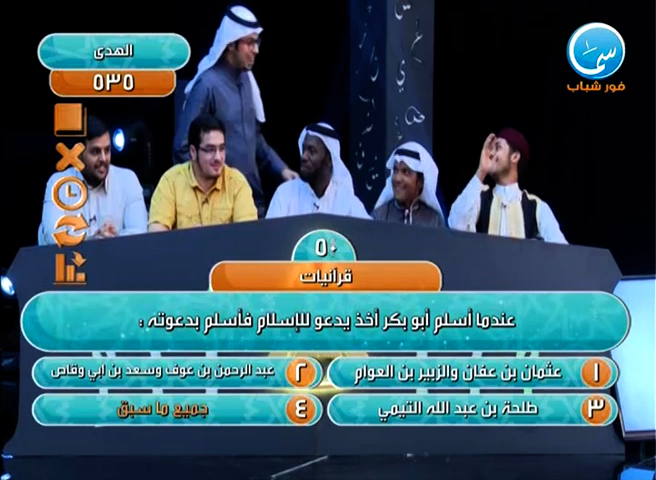 الهدى
٥٣٥
سما
فور شباب
٥٠
قرآنيات
عندما أسلم أبو بكر أخذ يدعو للإسلام فأسلم بدعوته :
١ عثمان بن عفان والزبير بن العوام
٢ عبد الرحمن بن عوف وسعد بن ابي وقاص
٣ طلحة بن عبد الله التيمي
٤ جميع ما سبق